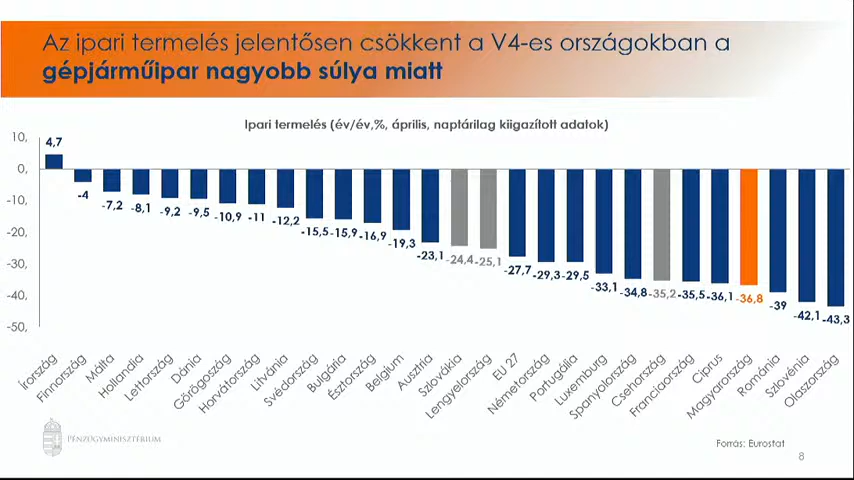 Az ipari termelés jelentősen csökkent a V4-es országokban a
gépjárműipar nagyobb súlya miatt
Ipari termelés (év/év,%, április, naptárilag kiigazított adatok)
10,
0,
-10,
-20,
-30,
-40,
-50,
4,7
-4
-7,2
-8,1
-9,2
-9,5
-10,9
-11
-12,2
-15,5
-15,9
-16,9
-19,3
-23,1
-24,4
-25,1
-27,7
-29,3
-29,5
-33,1
-34,8
-35,2
-35,5
-36,1
-36,8
-39
-42,1
-43,3
Írország
Finnország
Málta
Hollandia
Lettország
Dánia
Görögoszág
Horvátország
Litvánia
Svédország
Bulgária
Észtország
Belgium
Ausztria
Szlovákia
Lengyelország
EU 27
Németország
Portugália
Luxemburg
Spanyolország
Csehország
Franciaország
Ciprus
Magyarország
Románia
Szlovénia
Olaszország
PÉNZÜGYMINISZTÉRIUM
Forrás: Eurostat
8